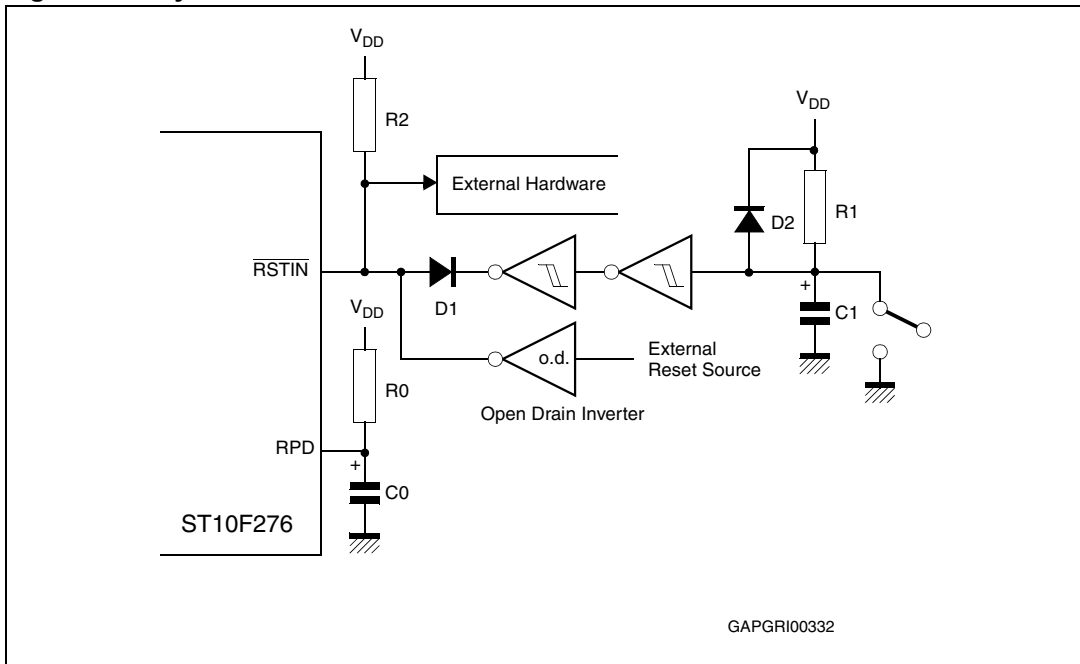 V_DD
R2
V_DD
External Hardware
R1
D2
RSTIN
D1
+
C1
V_DD
o.d.
External
Reset Source
R0
Open Drain Inverter
RPD
+
C0
ST10F276
GAPGRI00332